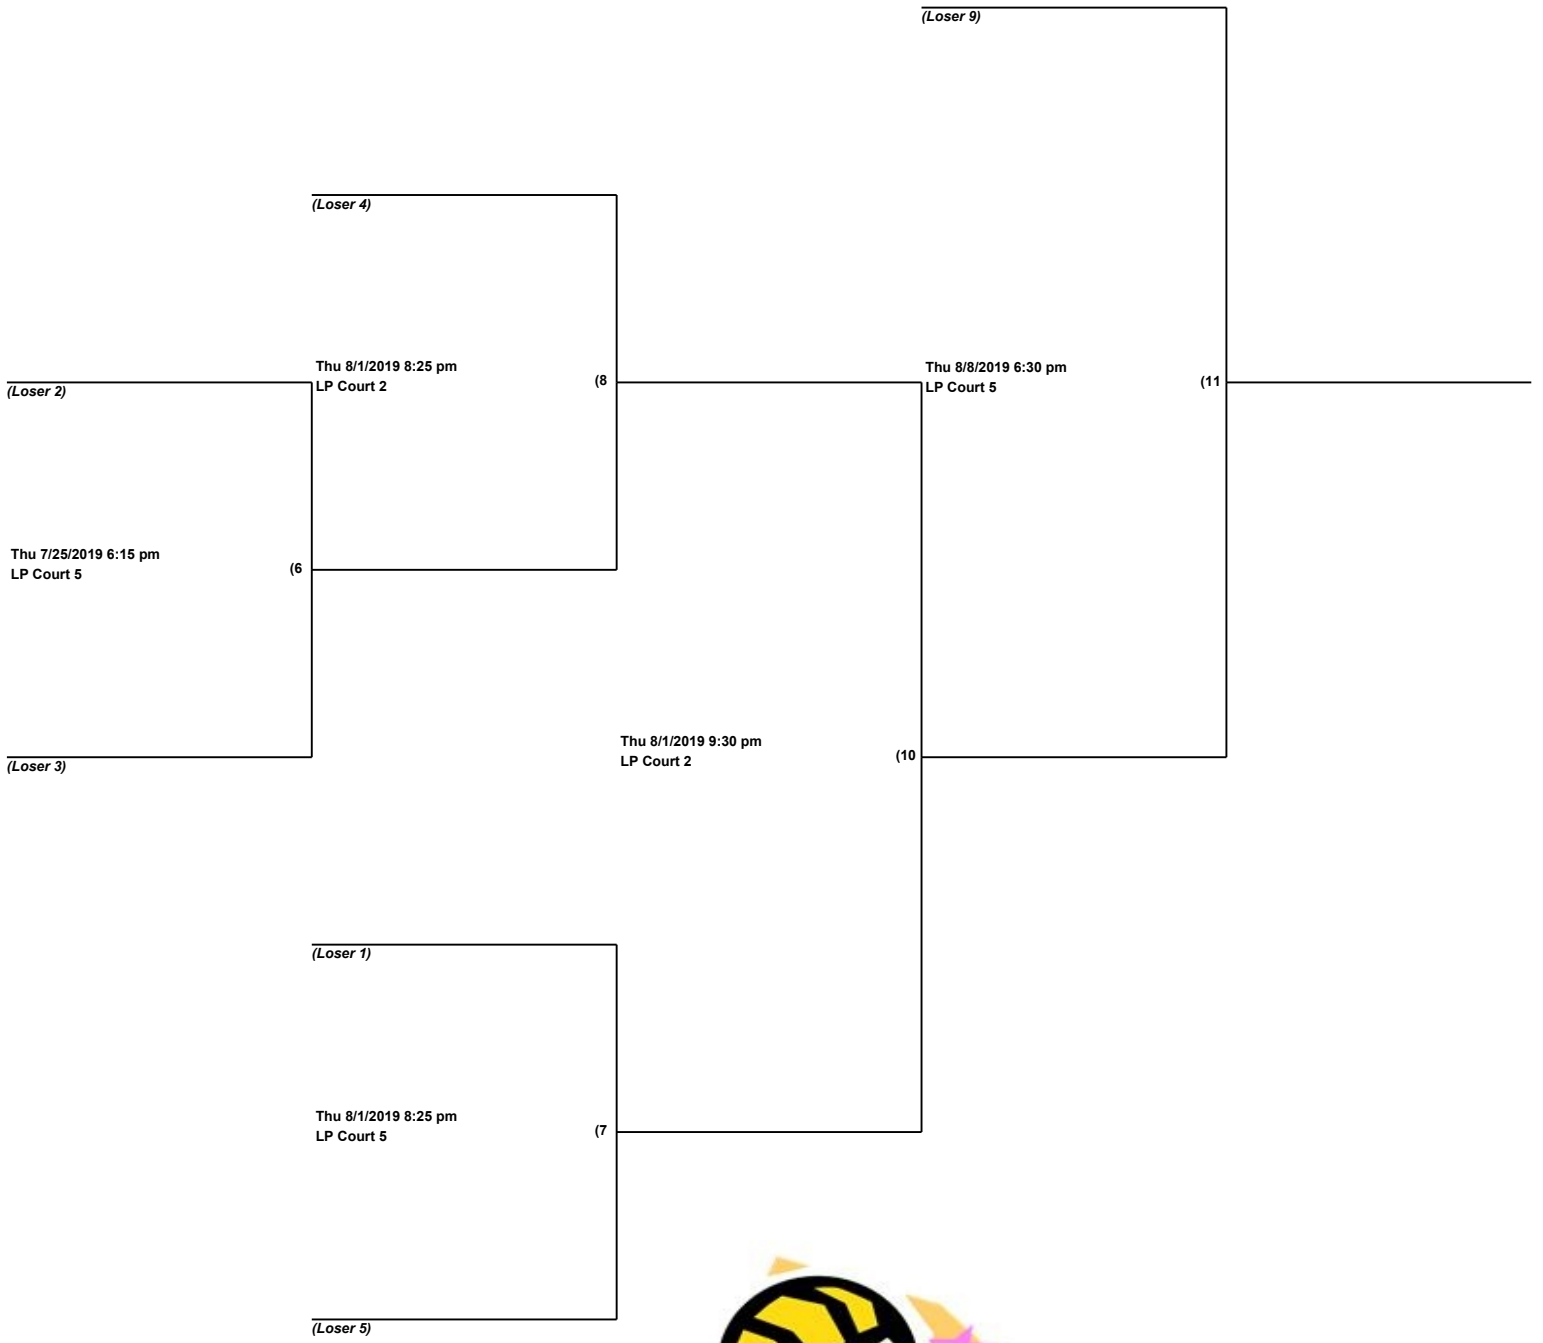 (Loser 9)
(Loser 4)
Thu 8/1/2019 8:25 pm
LP Court 2
(8
Thu 8/8/2019 6:30 pm
LP Court 5
(11
(Loser 2)
Thu 7/25/2019 6:15 pm
LP Court 5
(6
Thu 8/1/2019 9:30 pm
LP Court 2
(10
(Loser 3)
(Loser 1)
Thu 8/1/2019 8:25 pm
LP Court 5
(7
(Loser 5)